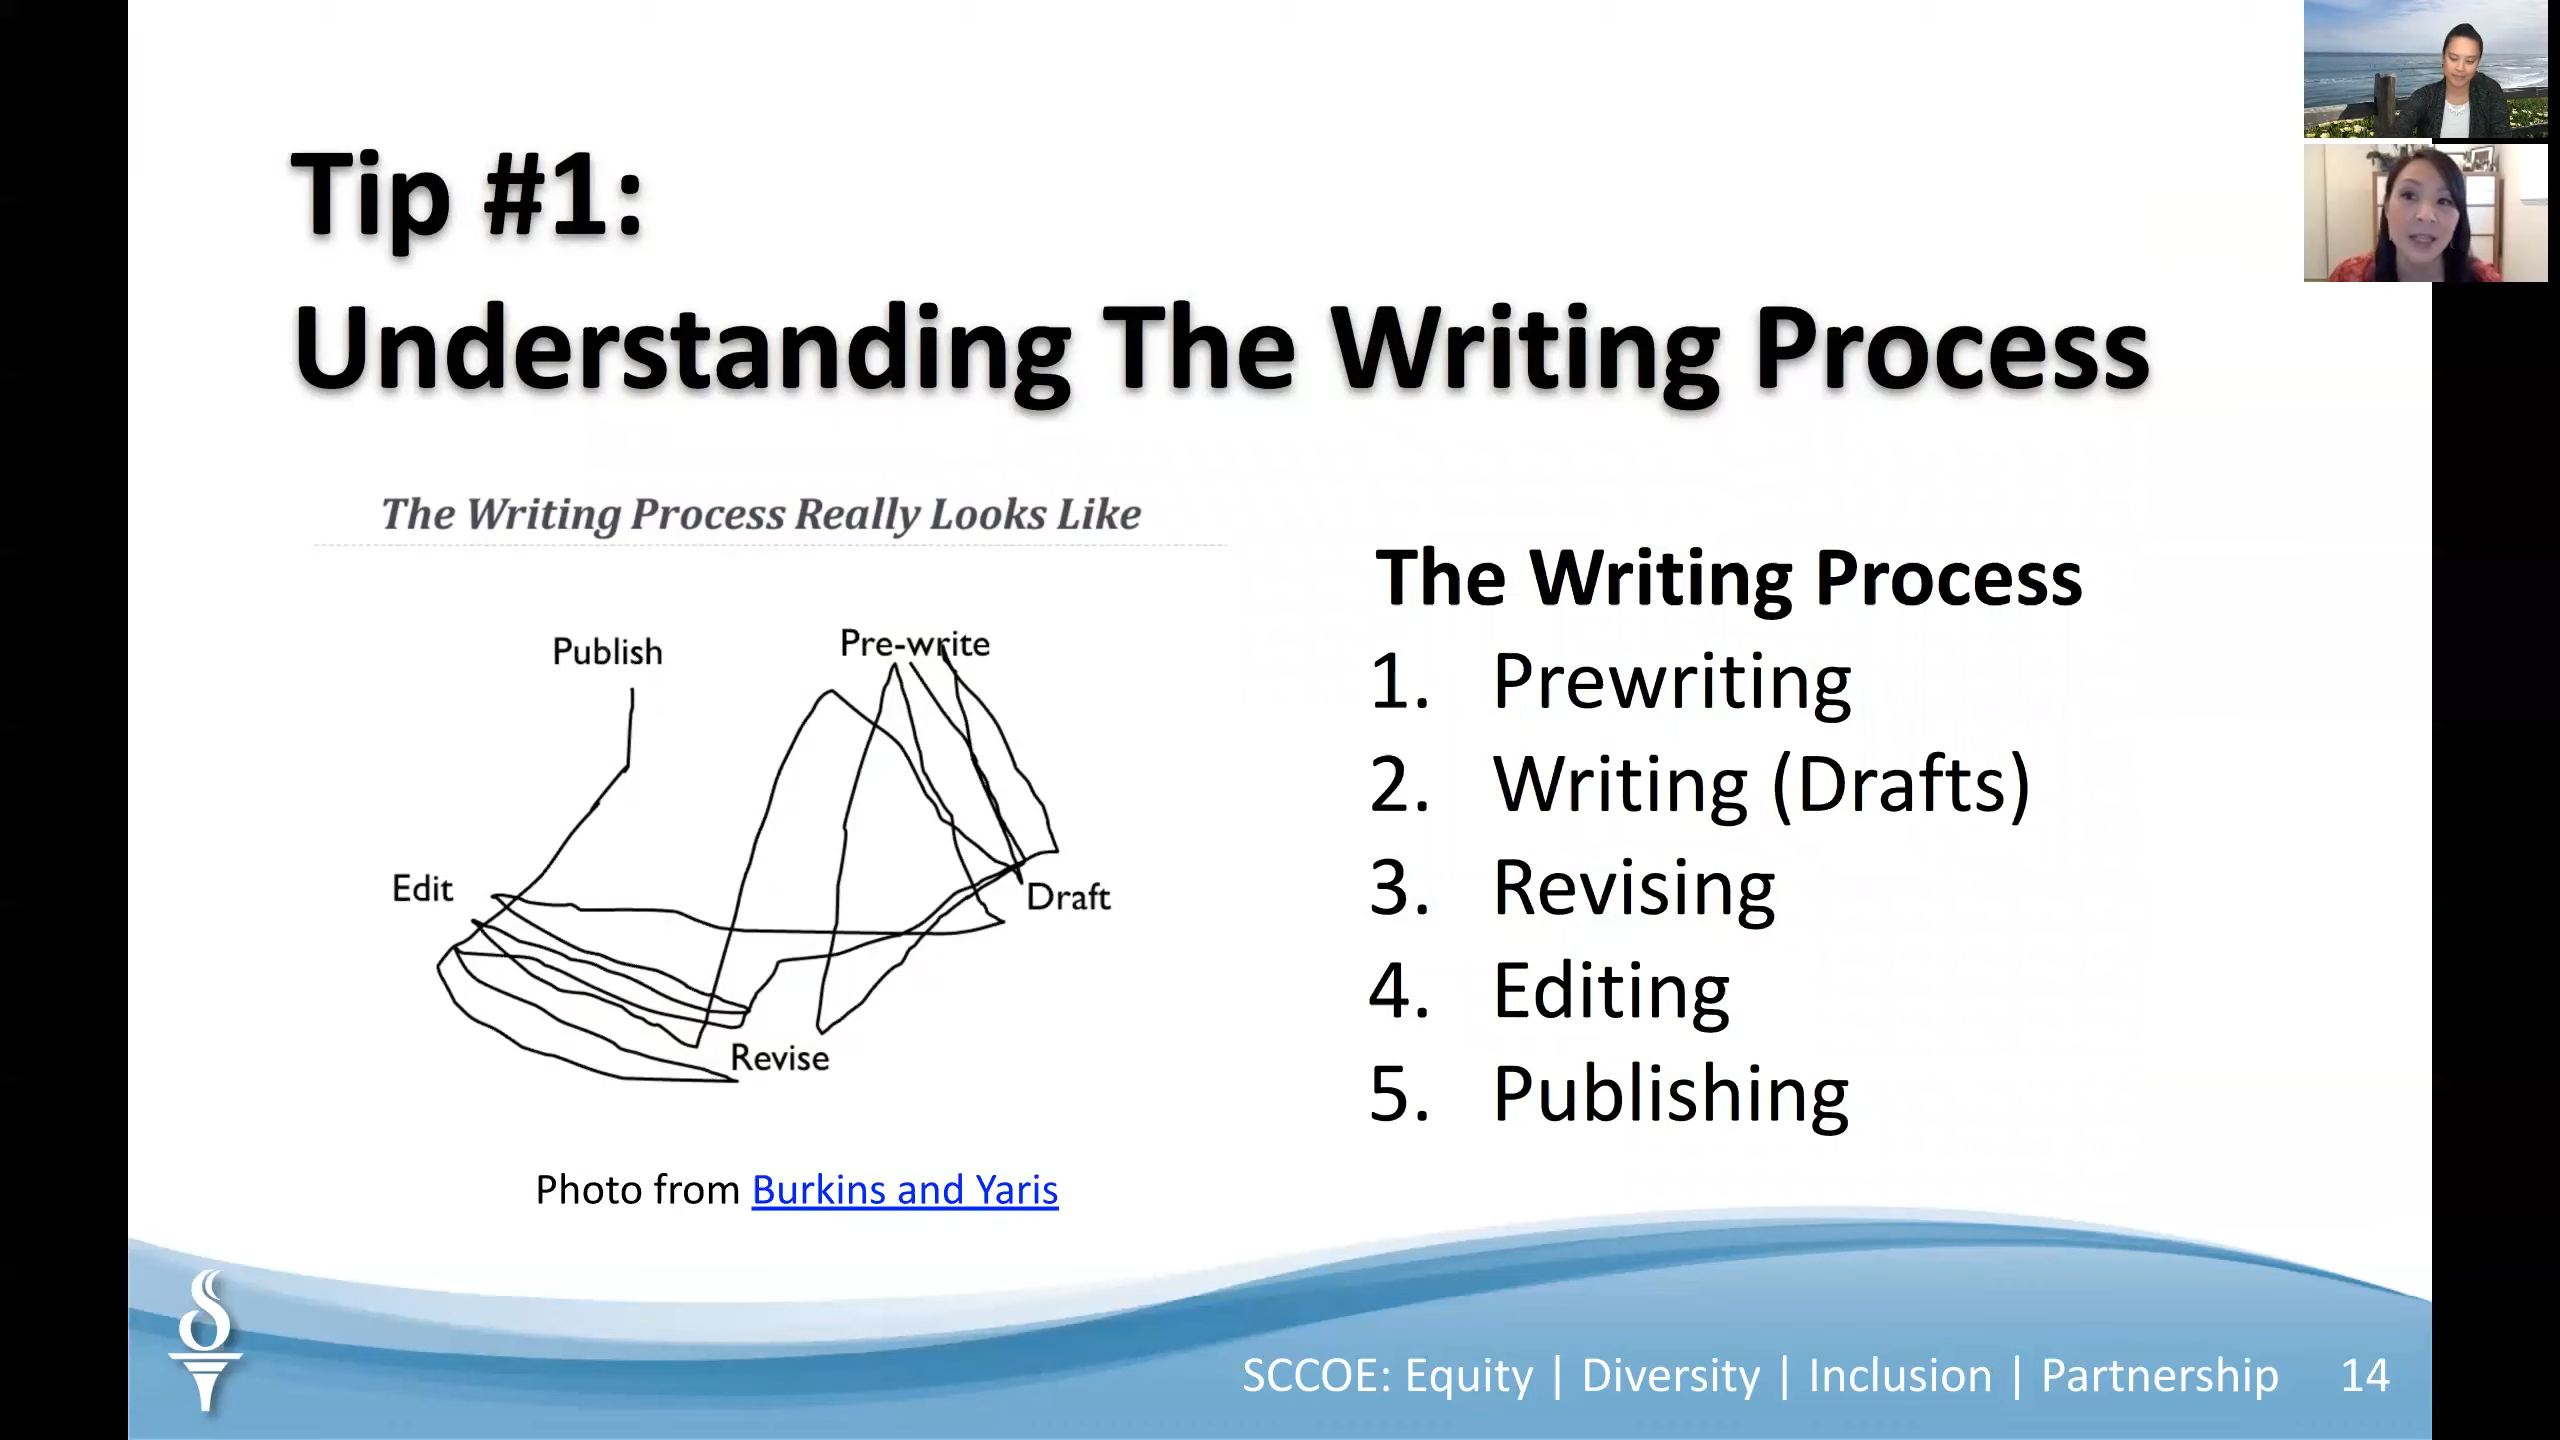 Tip #1:
Understanding The Writing Process
The Writing Process Really Looks Like
Publish
Pre-write
Edit
Draft
Revise
Photo from Burkins and Yaris
The Writing Process
1. Prewriting
2. Writing (Drafts)
3. Revising
4. Editing
5. Publishing
SCCOE: Equity | Diversity | Inclusion | Partnership 14